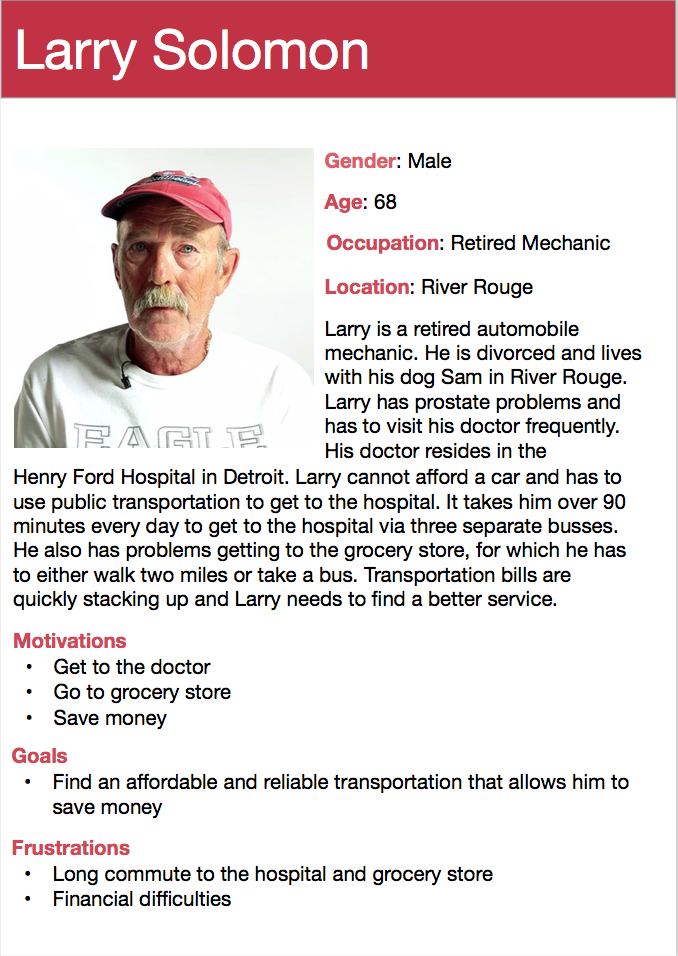 Larry Solomon
Gender: Male
Age: 68
Occupation: Retired Mechanic
Location: River Rouge
Larry is a retired automobile
mechanic. He is divorced and lives
with his dog Sam in River Rouge.
Larry has prostate problems and
has to visit his doctor frequently.
His doctor resides in the
Henry Ford Hospital in Detroit. Larry cannot afford a car and has to
use public transportation to get to the hospital. It takes him over 90
minutes every day to get to the hospital via three separate busses.
He also has problems getting to the grocery store, for which he has
to either walk two miles or take a bus. Transportation bills are
quickly stacking up and Larry needs to find a better service.
Motivations
• Get to the doctor
• Go to grocery store
• Save money
Goals
• Find an affordable and reliable transportation that allows him to
save money
Frustrations
• Long commute to the hospital and grocery store
• Financial difficulties
EAGLE